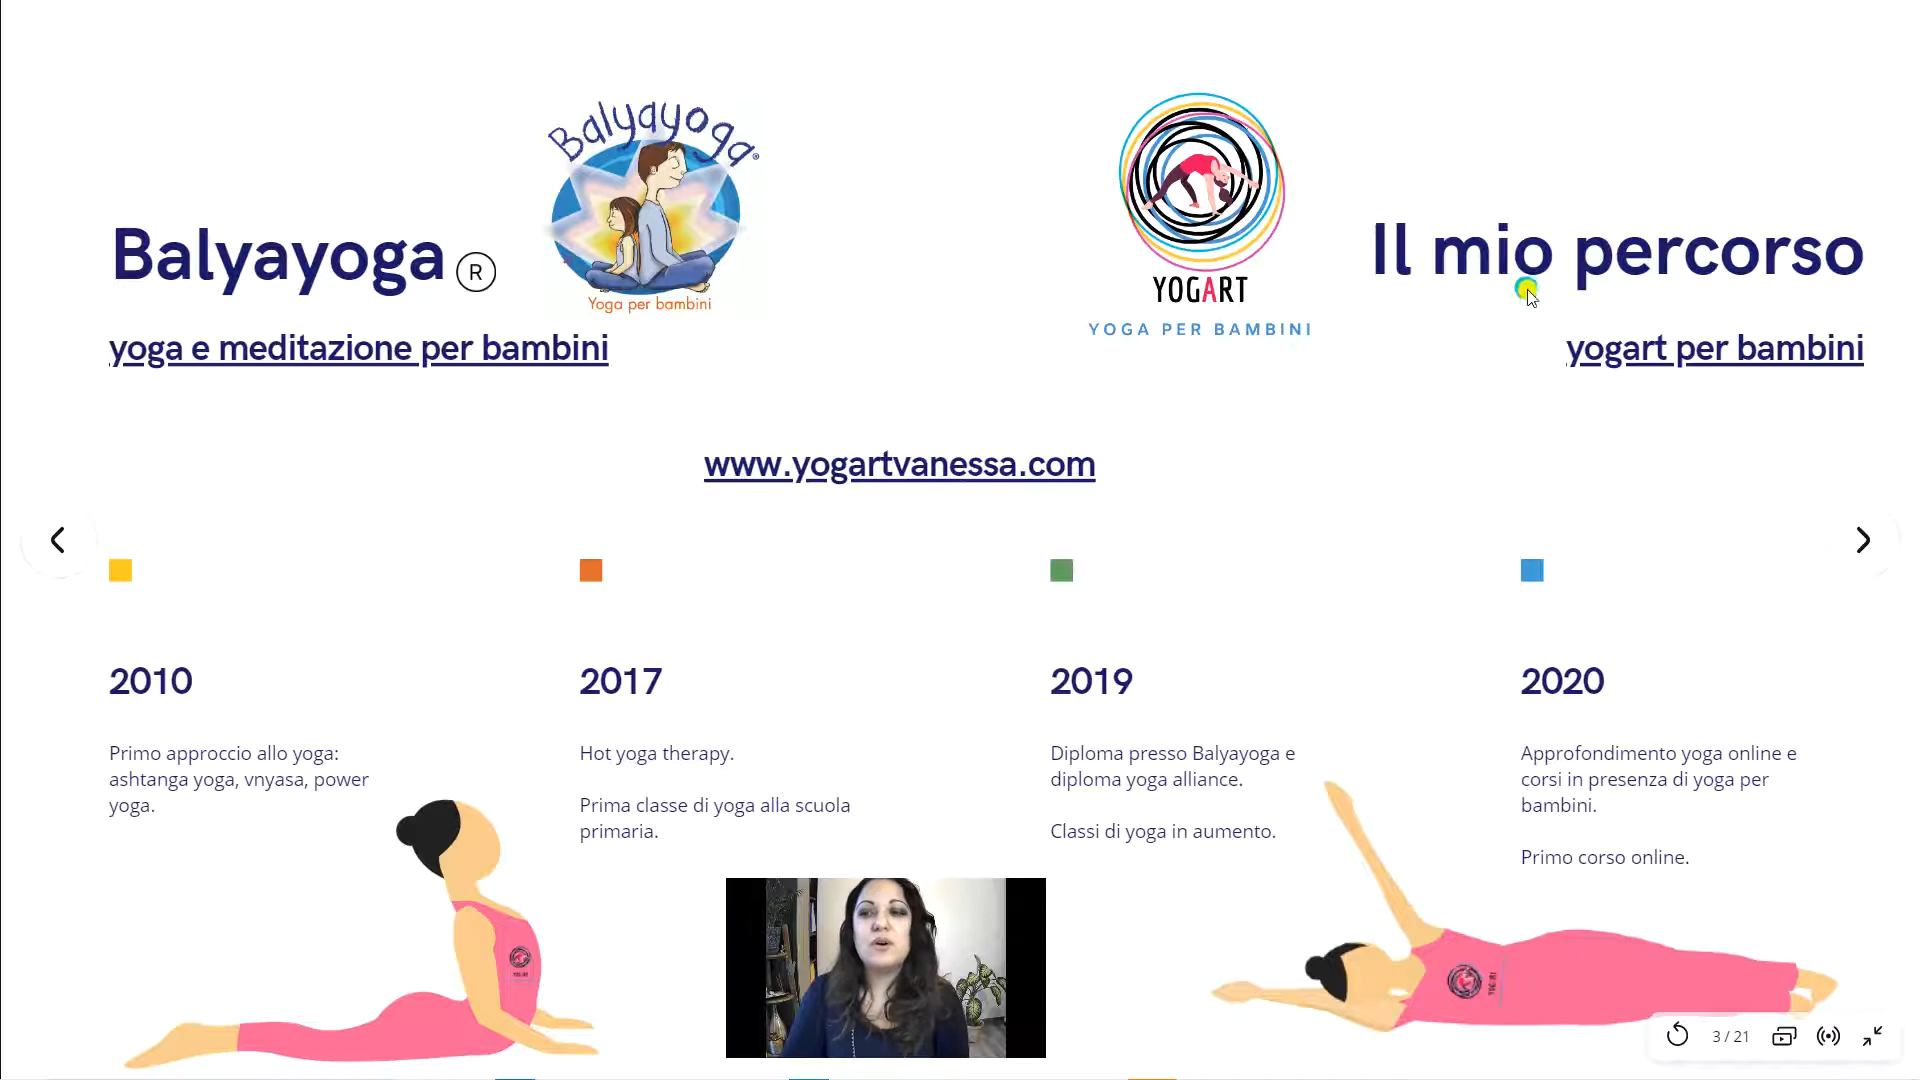 Balyayoga®
Yoga per bambini
YOGART
YOGA PER BAMBINI
Balyayoga ®
Il mio percorso
yoga e meditazione per bambini
yogart per bambini
www.yogartvanessa.com
2010
Primo approccio allo yoga:
ashtanga yoga, vnyasa, power
yoga.
2017
Hot yoga therapy.
Prima classe di yoga alla scuola
primaria.
2019
Diploma presso Balyayoga e
diploma yoga alliance.
Classi di yoga in aumento.
2020
Approfondimento yoga online e
corsi in presenza di yoga per
bambini.
Primo corso online.
YOGART
YOGART
3 / 21